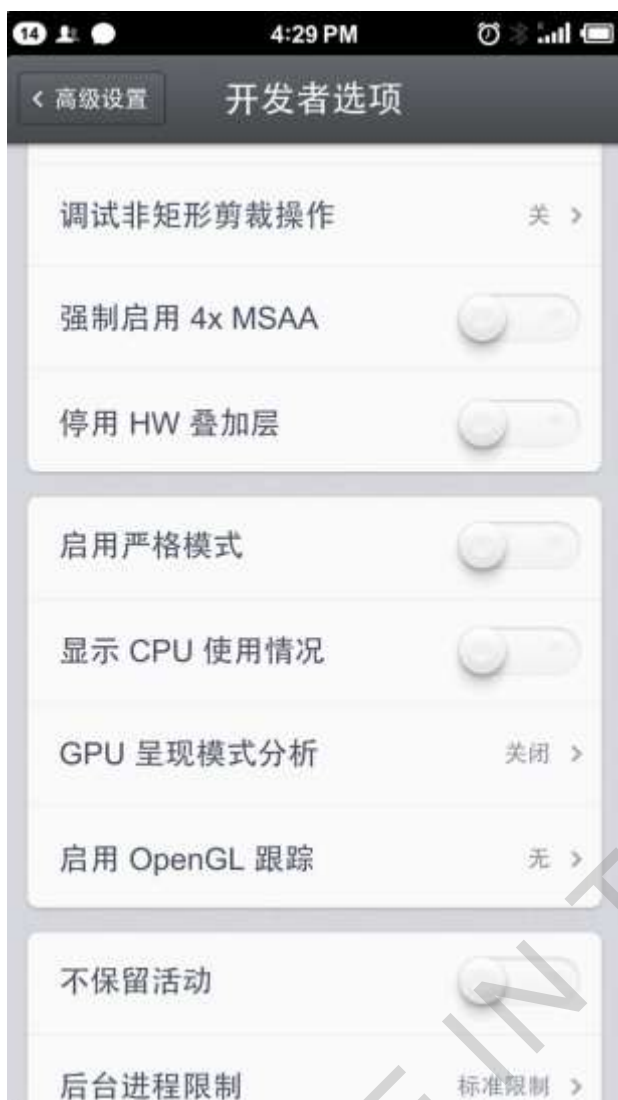 14 4:29 PM
高级设置 开发者选项
调试非矩形剪裁操作 关
强制启用 4x MSAA
停用 HW 叠加层
启用严格模式
显示 CPU 使用情况
GPU 呈现模式分析 关闭
启用 OpenGL 跟踪 无
不保留活动
后台进程限制 标准限制